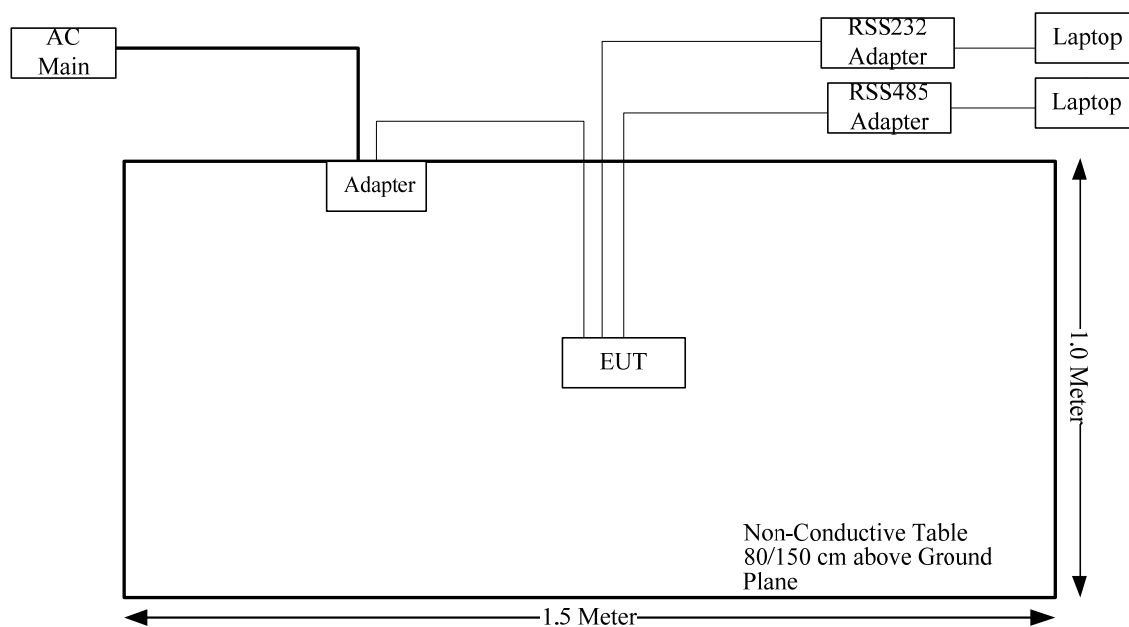 AC
Main
RSS232
Adapter
Laptop
RSS485
Adapter
Laptop
Adapter
EUT
1.0 Meter
Non-Conductive Table
80/150 cm above Ground
Plane
1.5 Meter